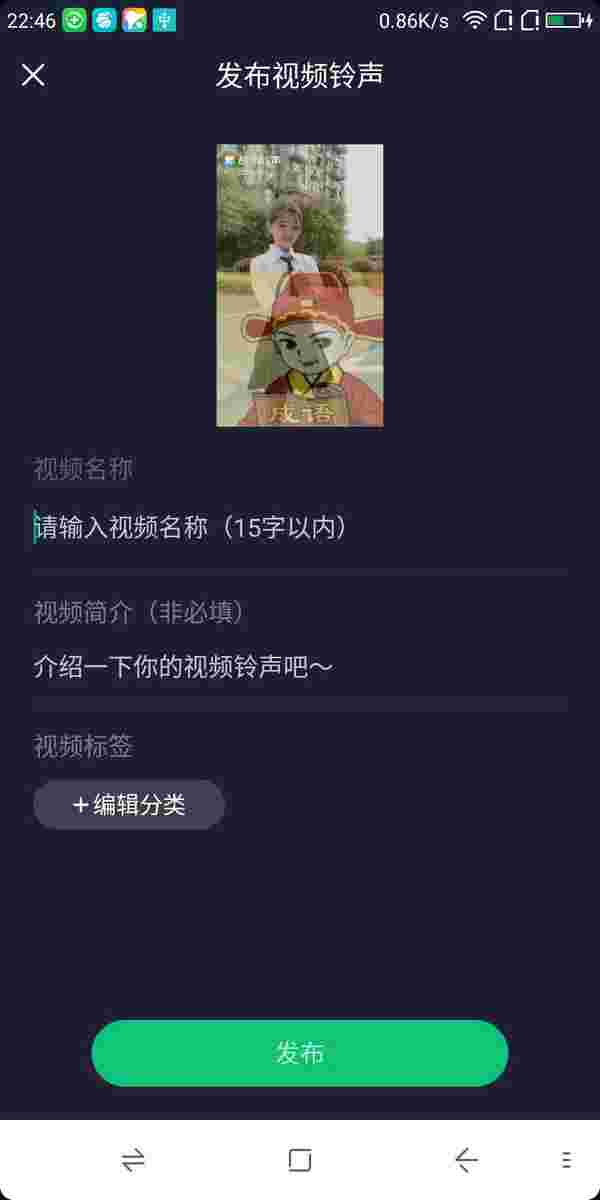 22:46
0.86K/s
发布视频铃声
成语
视频名称
请输入视频名称（15字以内）
视频简介（非必填）
介绍一下你的视频铃声吧～
视频标签
+编辑分类
发布